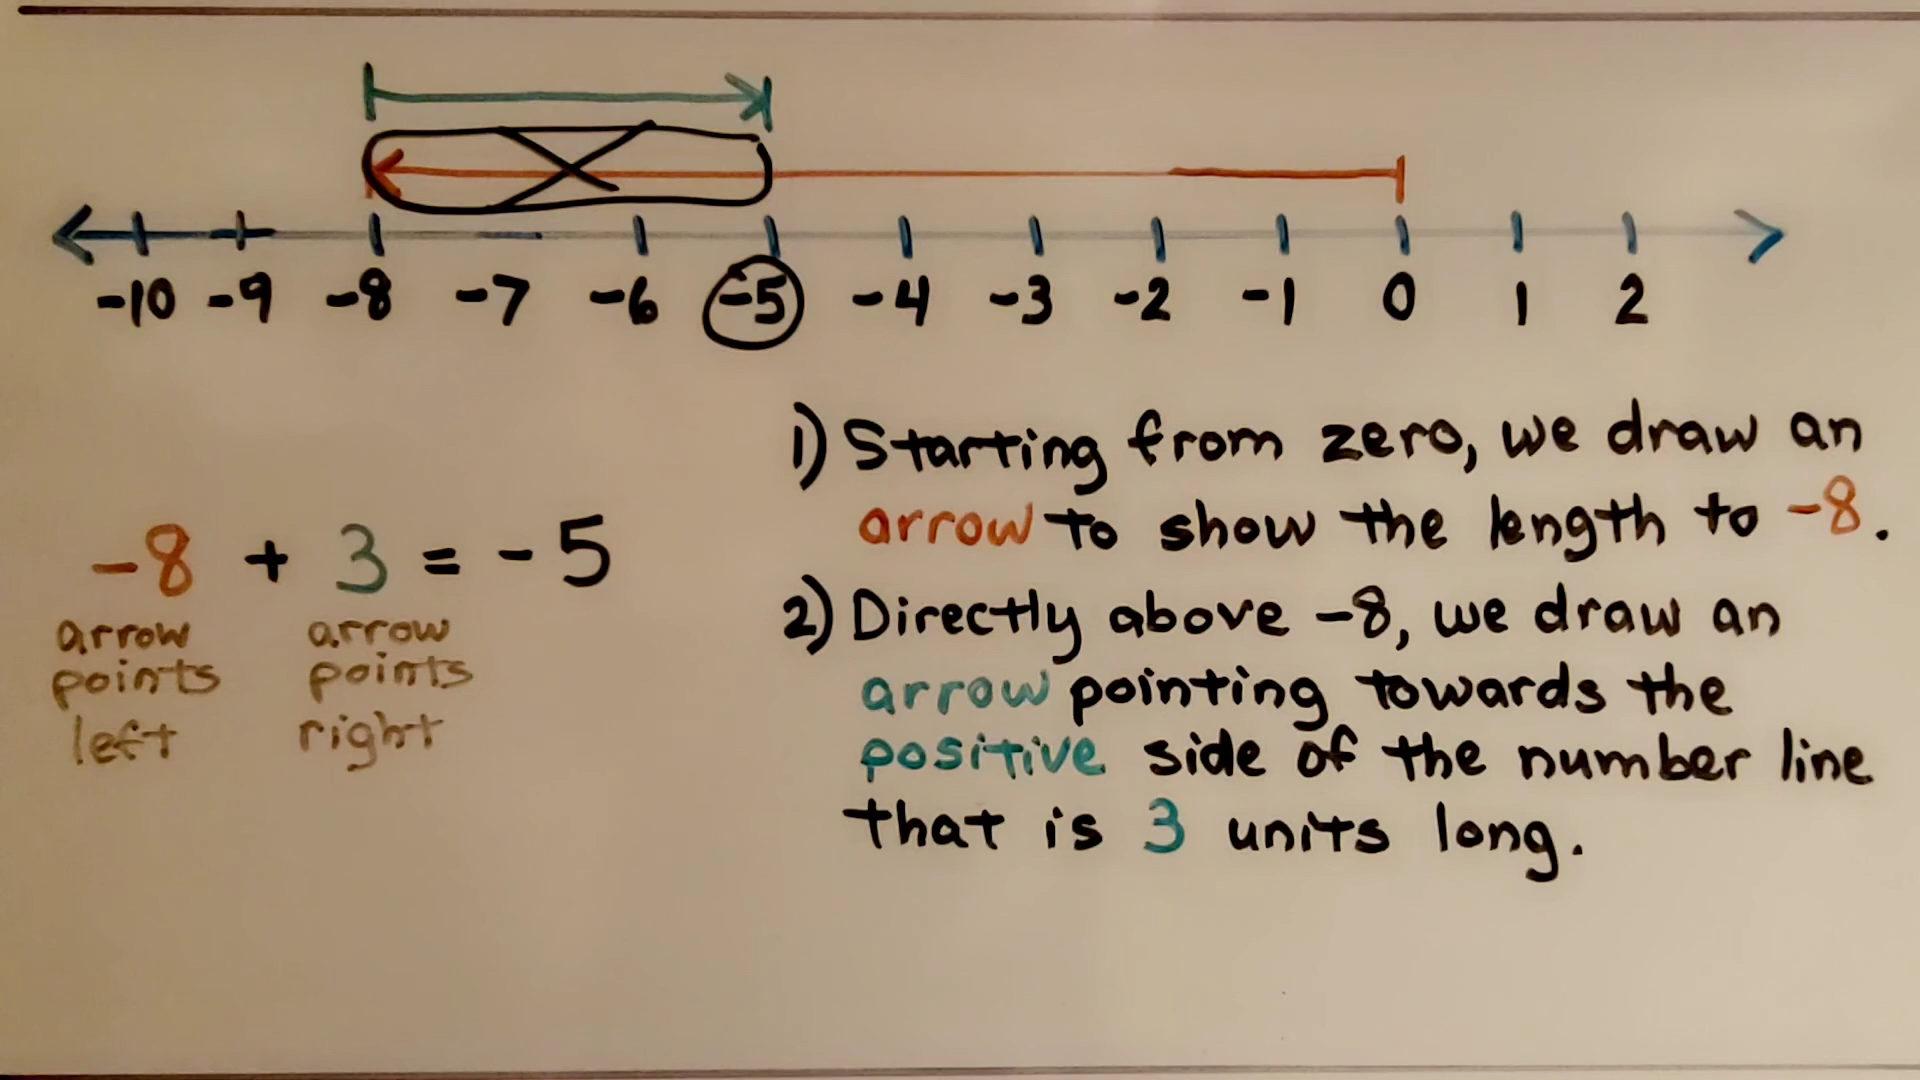 -10 -9 -8 -7 -6 -5 -4 -3 -2 -1 0 1 2
1) Starting from zero, we draw an
arrow to show the length to -8.
2) Directly above -8, we draw an
arrow pointing towards the
positive side of the number line
that is 3 units long.
-8 + 3 = -5
arrow arrow
points points
left right